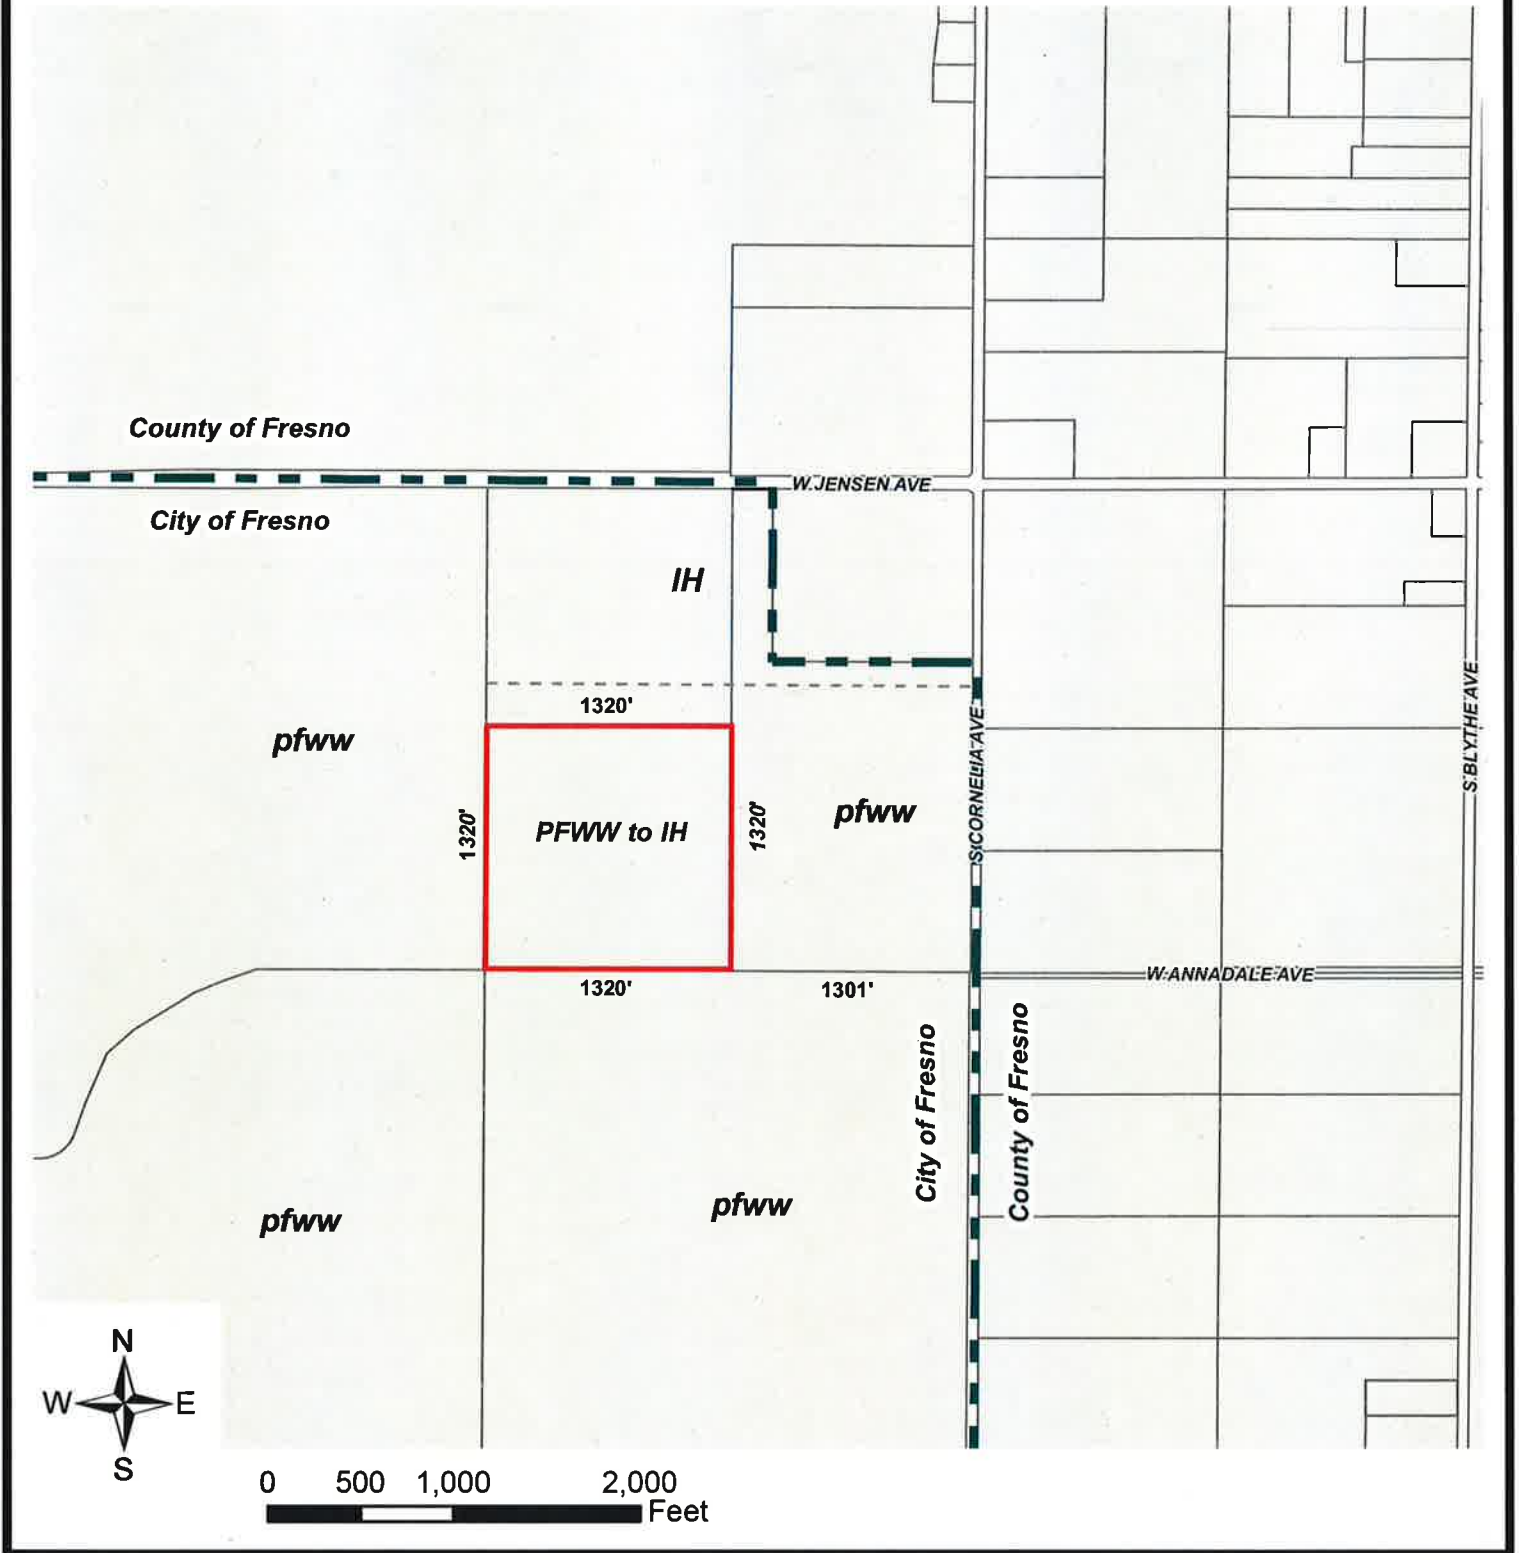 County of Fresno
W. JENSEN AVE
City of Fresno
IH
1320'
pfww
1320'
PFWW to IH
1320'
pfww
S CORNELIA AVE
S BLYTHE AVE
1320'
1301'
W ANNADALE AVE
City of Fresno
County of Fresno
pfww
pfww
N
W
E
S
0 500 1,000 2,000
Feet